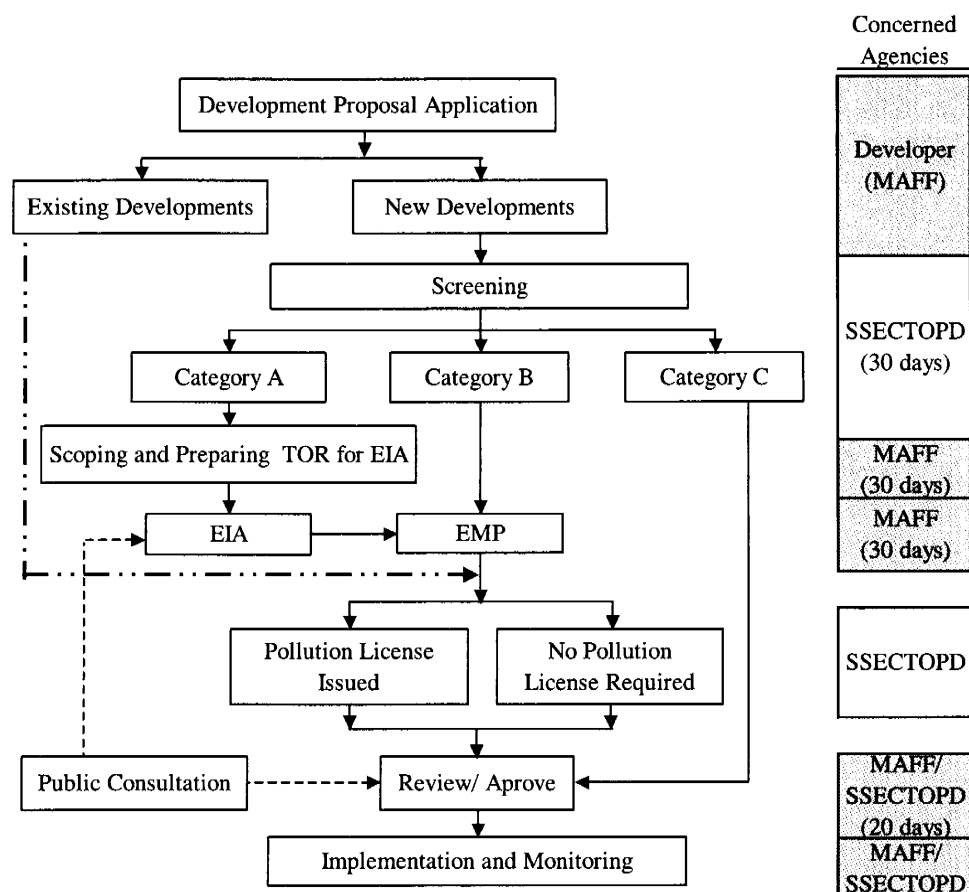 Concerned
Agencies
Development Proposal Application
Developer
(MAFF)
Existing Developments
New Developments
Screening
SSECTOPD
(30 days)
Category A
Category B
Category C
Scoping and Preparing TOR for EIA
MAFF
(30 days)
EIA
EMP
MAFF
(30 days)
Pollution License
Issued
No Pollution
License Required
SSECTOPD
Public Consultation
Review/ Aprove
MAFF/
SSECTOPD
(20 days)
Implementation and Monitoring
MAFF/
SSECTOPD